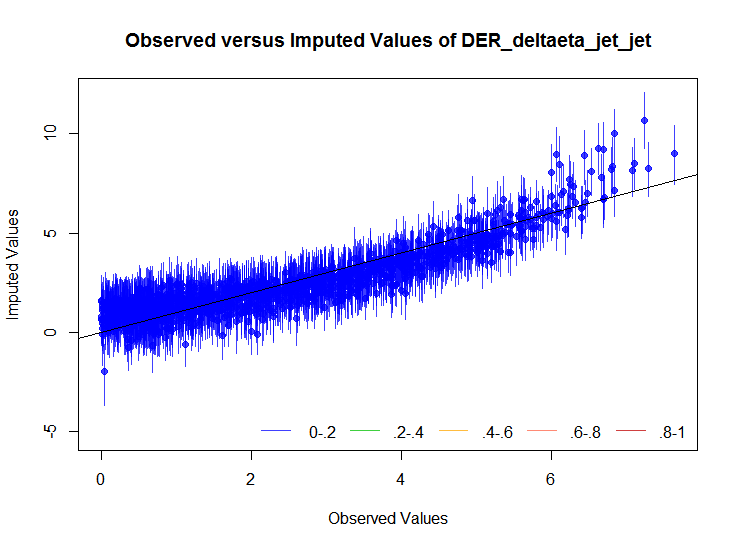 Observed versus Imputed Values of DER_deltaeta_jet_jet
Imputed Values
10
5
0
-5
0-.2 .2-.4 .4-.6 .6-.8 .8-1
0 2 4 6
Observed Values